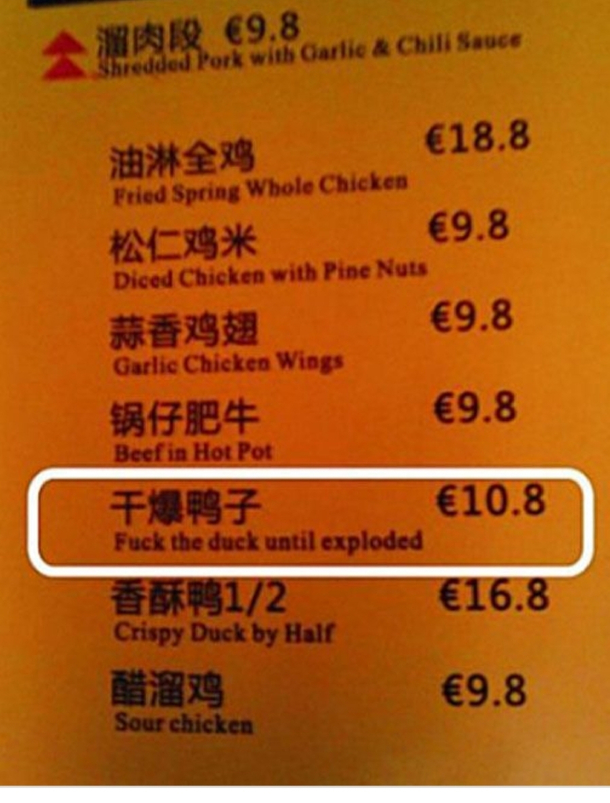 溜肉段 €9.8
Shredded Pork with Garlic & Chili Sauce
油淋全鸡 €18.8
Fried Spring Whole Chicken
松仁鸡米 €9.8
Diced Chicken with Pine Nuts
蒜香鸡翅 €9.8
Garlic Chicken Wings
锅仔肥牛 €9.8
Beef in Hot Pot
干爆鸭子 €10.8
Fuck the duck until exploded
香酥鸭1/2 €16.8
Crispy Duck by Half
醋溜鸡 €9.8
Sour chicken